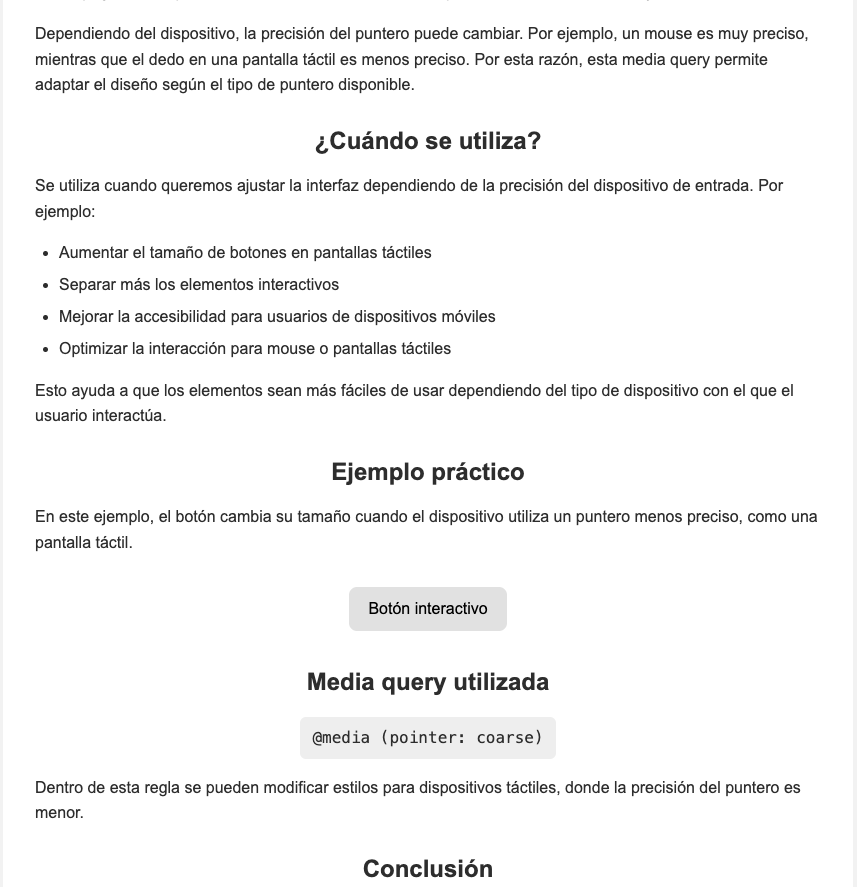 Dependiendo del dispositivo, la precisión del puntero puede cambiar. Por ejemplo, un mouse es muy preciso,
mientras que el dedo en una pantalla táctil es menos preciso. Por esta razón, esta media query permite
adaptar el diseño según el tipo de puntero disponible.
¿Cuándo se utiliza?
Se utiliza cuando queremos ajustar la interfaz dependiendo de la precisión del dispositivo de entrada. Por
ejemplo:
• Aumentar el tamaño de botones en pantallas táctiles
• Separar más los elementos interactivos
• Mejorar la accesibilidad para usuarios de dispositivos móviles
• Optimizar la interacción para mouse o pantallas táctiles
Esto ayuda a que los elementos sean más fáciles de usar dependiendo del tipo de dispositivo con el que el
usuario interactúa.
Ejemplo práctico
En este ejemplo, el botón cambia su tamaño cuando el dispositivo utiliza un puntero menos preciso, como una
pantalla táctil.
Botón interactivo
Media query utilizada
@media (pointer: coarse)
Dentro de esta regla se pueden modificar estilos para dispositivos táctiles, donde la precisión del puntero es
menor.
Conclusión